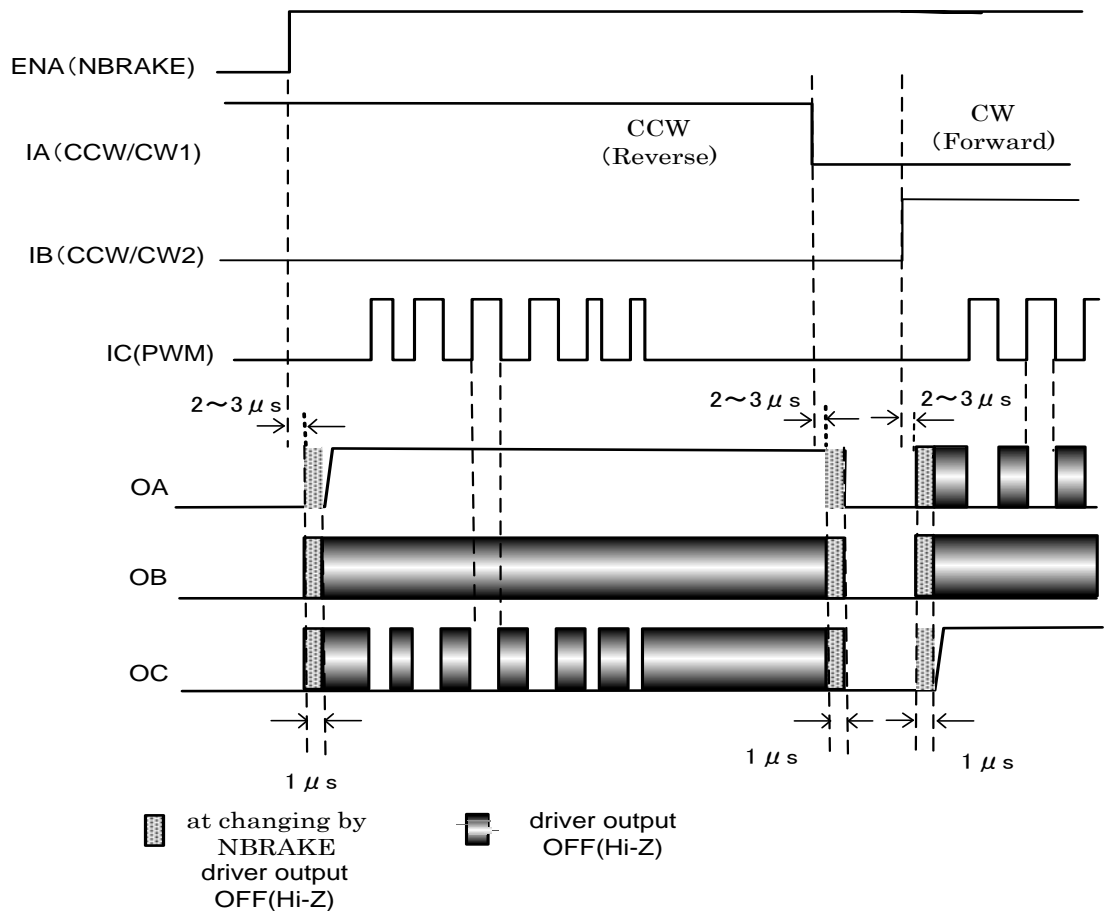 ENA(NBRAKE)
IA(CCW/CW1)
CCW
(Reverse)
CW
(Forward)
IB(CCW/CW2)
IC(PWM)
2~3μs
2~3μs
2~3μs
OA
OB
OC
1μs
1μs
1μs
at changing by
NBRAKE
driver output
OFF(Hi-Z)
driver output
OFF(Hi-Z)